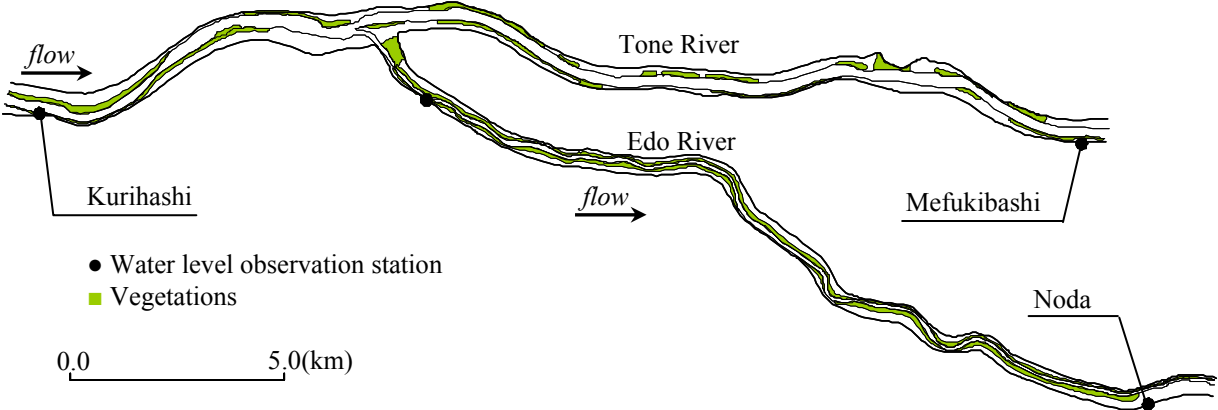 flow
Tone River
Edo River
Kurihashi
flow
Mefukibashi
Water level observation station
Vegetations
Noda
0.0 5.0(km)